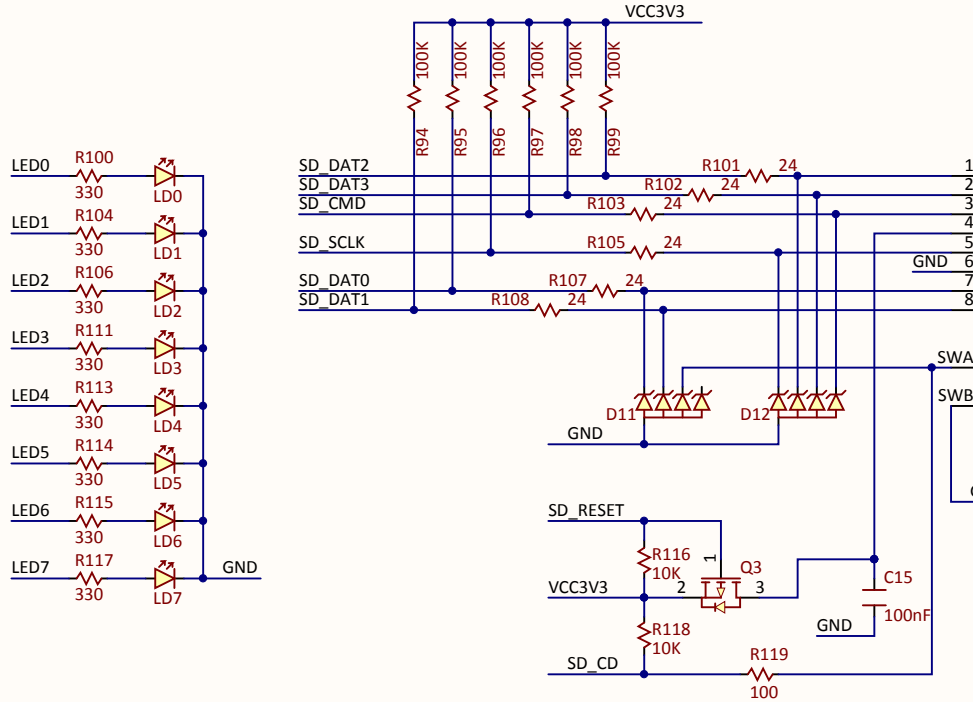 VCC3V3
100K 100K 100K 100K 100K
R94 R95 R96 R97 R98 R99
LED0 R100 330 LD0
LED1 R104 330 LD1
LED2 R106 330 LD2
LED3 R111 330 LD3
LED4 R113 330 LD4
LED5 R114 330 LD5
LED6 R115 330 LD6
LED7 R117 330 LD7
GND
SD_DAT2 R101 24 1
SD_DAT3 R102 24 2
SD_CMD R103 24 3
4
SD_SCLK R105 24 5
GND 6
SD_DAT0 R107 24 7
SD_DAT1 R108 24 8
SWA
SWB
D11 D12
GND
SD_RESET
R116 10K
1 Q3
VCC3V3 2 3
C15 100nF
GND
R118 10K
SD_CD R119 100